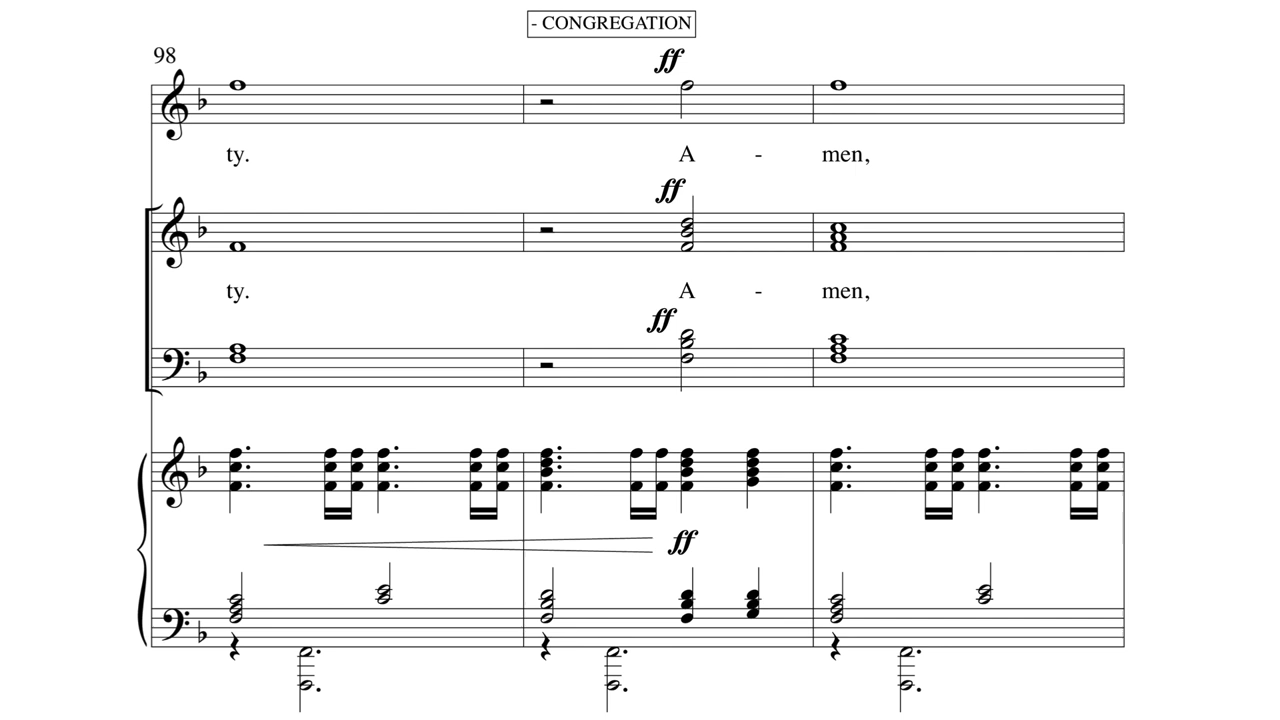 - CONGREGATION
98
ff
ty. A - men,
ff
ty. A - men,
ff
ff